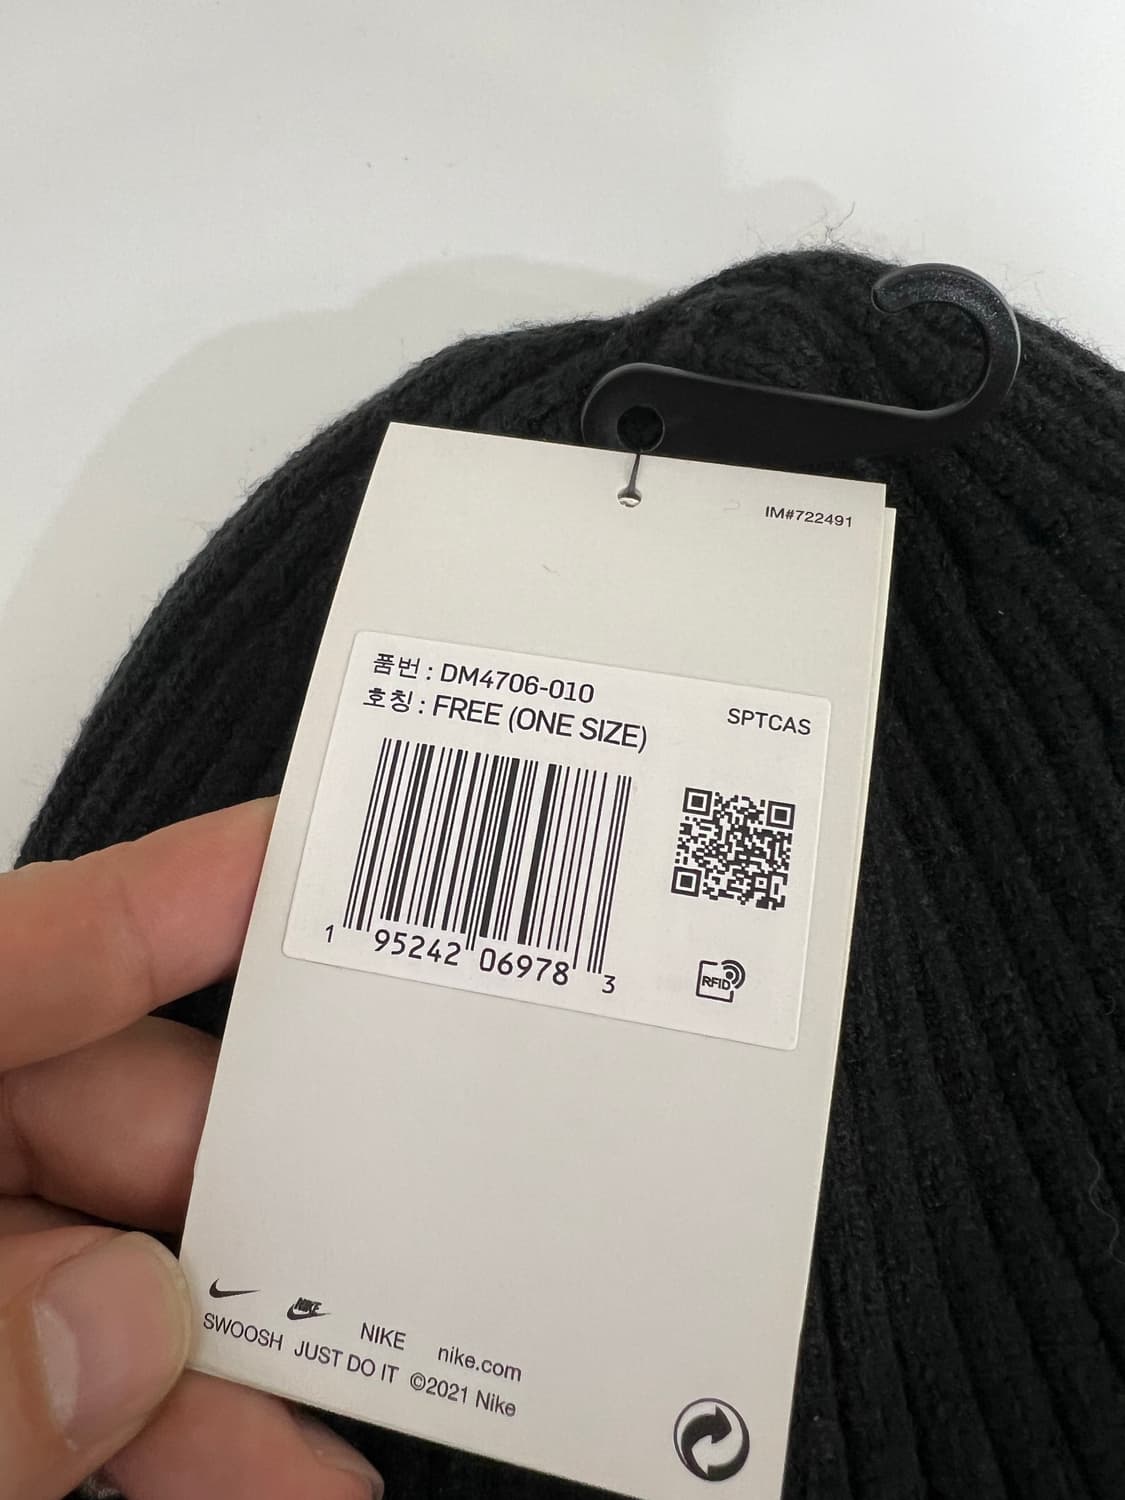 IM#722491
품번 : DM4706-010
호칭 : FREE (ONE SIZE)
SPTCAS
1 95242 06978 3
RFID
NIKE NIKE nike.com
SWOOSH JUST DO IT ©2021 Nike